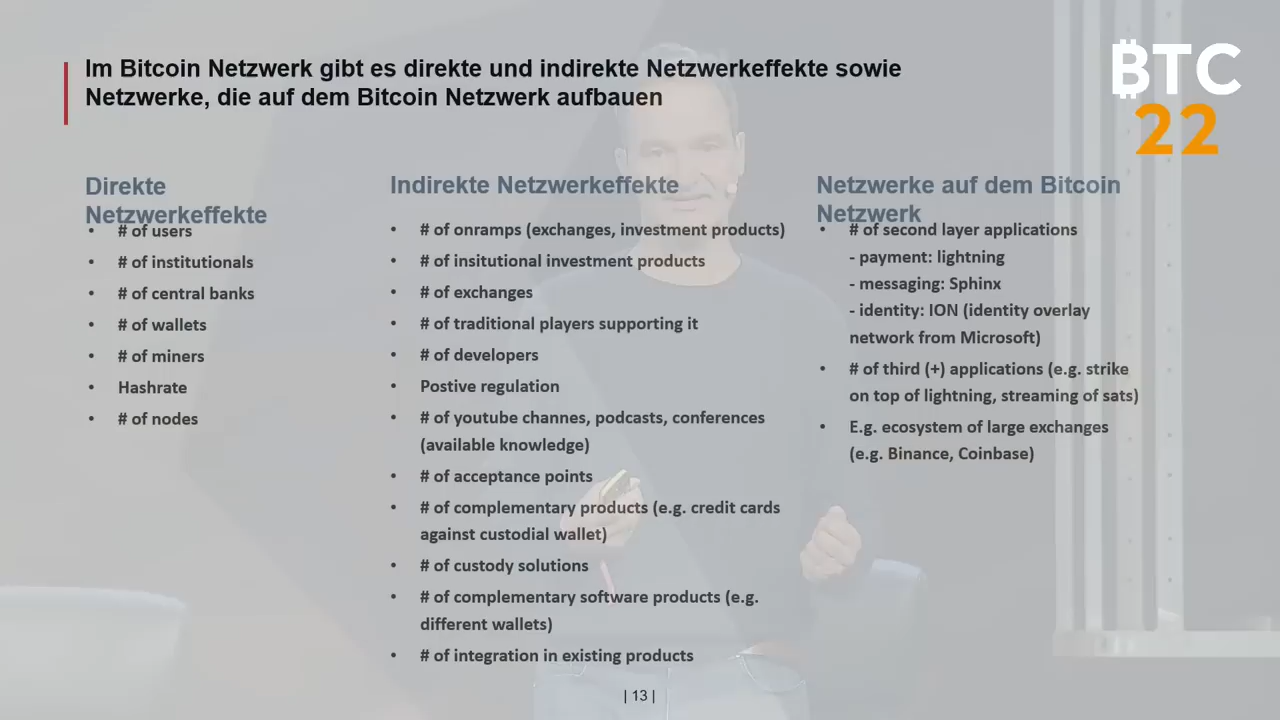 Im Bitcoin Netzwerk gibt es direkte und indirekte Netzwerkeffekte sowie
Netzwerke, die auf dem Bitcoin Netzwerk aufbauen
BTC
22
Direkte
Netzwerkeffekte
• # of users
• # of institutionals
• # of central banks
• # of wallets
• # of miners
• Hashrate
• # of nodes
Indirekte Netzwerkeffekte
• # of onramps (exchanges, investment products)
• # of insitutional investment products
• # of exchanges
• # of traditional players supporting it
• # of developers
• Postive regulation
• # of youtube channes, podcasts, conferences
(available knowledge)
• # of acceptance points
• # of complementary products (e.g. credit cards
against custodial wallet)
• # of custody solutions
• # of complementary software products (e.g.
different wallets)
• # of integration in existing products
Netzwerke auf dem Bitcoin
Netzwerk
• # of second layer applications
- payment: lightning
- messaging: Sphinx
- identity: ION (identity overlay
network from Microsoft)
• # of third (+) applications (e.g. strike
on top of lightning, streaming of sats)
• E.g. ecosystem of large exchanges
(e.g. Binance, Coinbase)
| 13 |